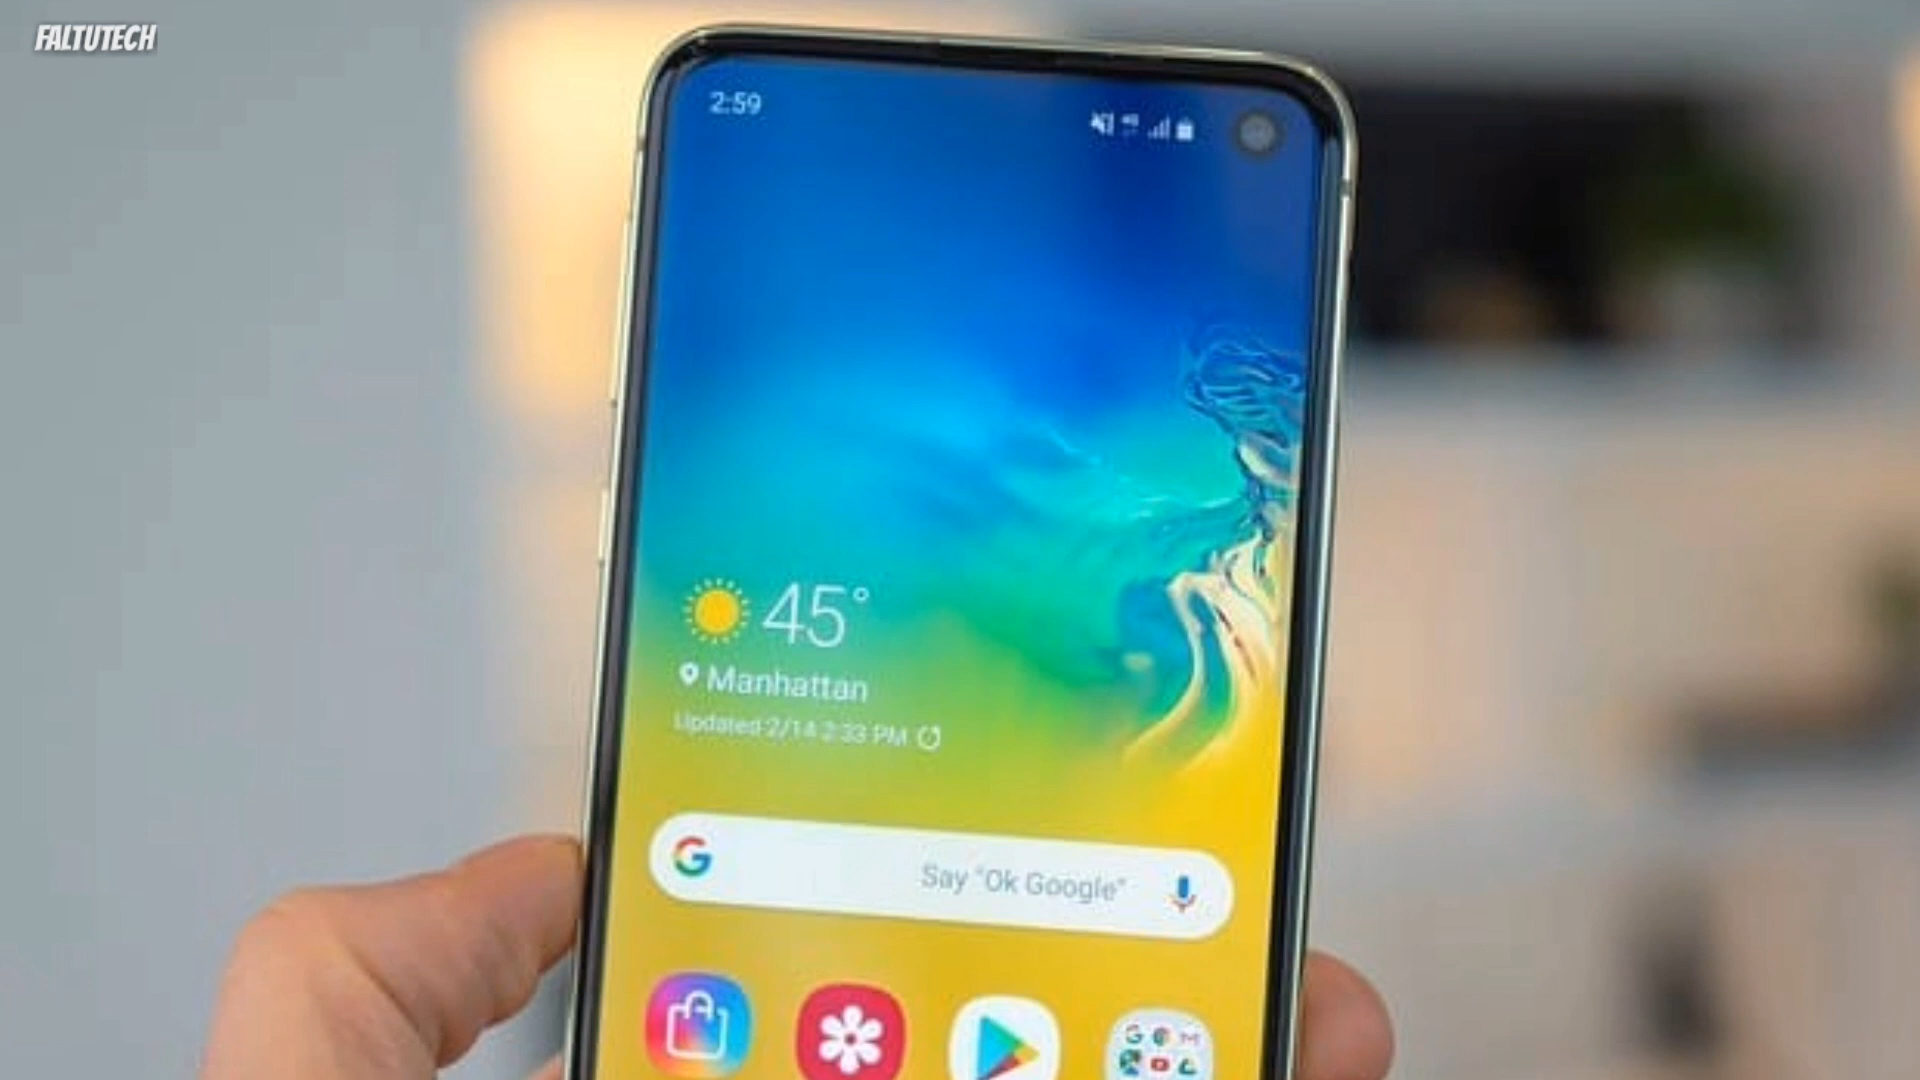 FALTUTECH
2:59
45°
Manhattan
Updated 2/14 2:33 PM
G
Say "Ok Google"